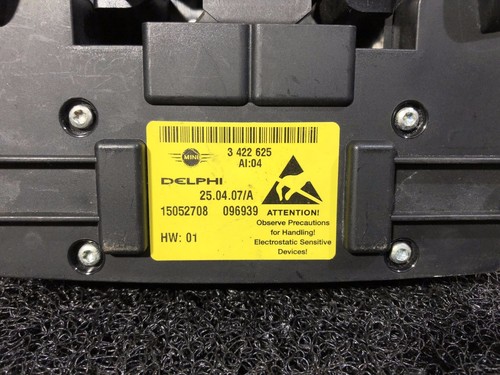 MINI
3 422 625
AI:04
DELPHI
25.04.07/A
15052708 096939
HW: 01
ATTENTION!
Observe Precautions
for Handling!
Electrostatic Sensitive
Devices!